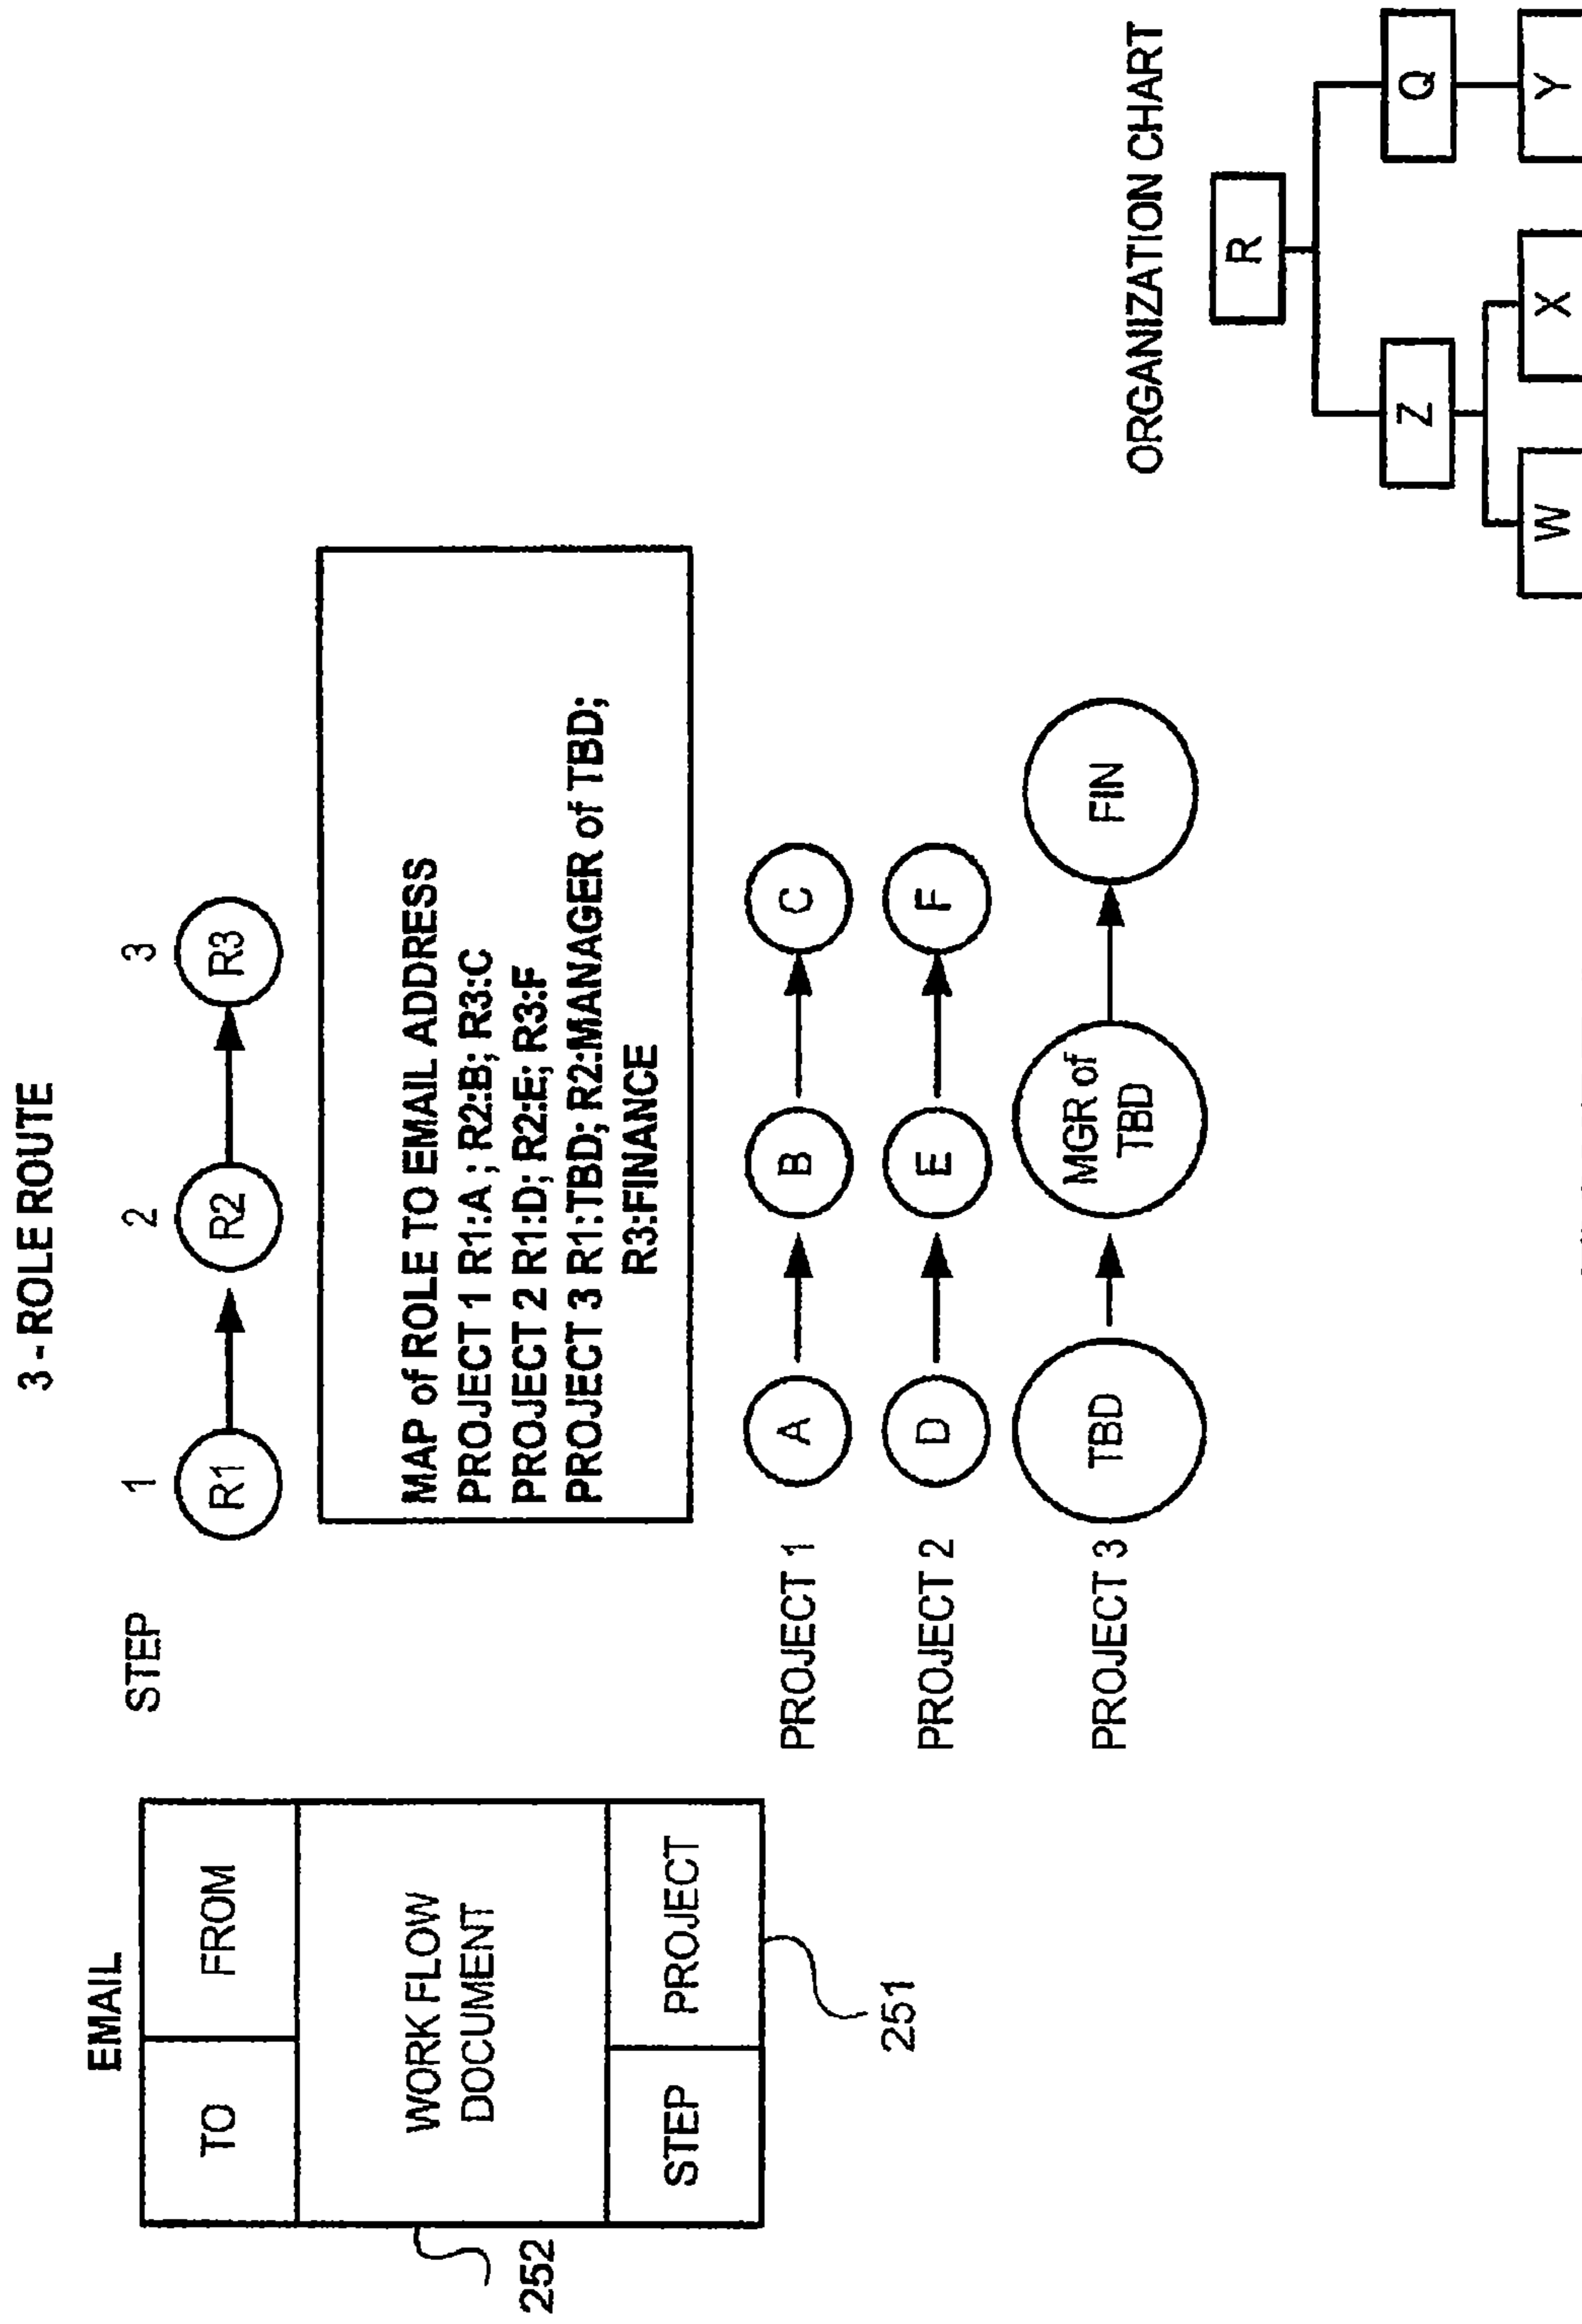 3 - ROLE ROUTE
EMAIL
TO
FROM
WORK FLOW
DOCUMENT
STEP
PROJECT
252
251
STEP
1
2
3
R1
R2
R3
MAP of ROLE TO EMAIL ADDRESS
PROJECT 1 R1:A ; R2:B; R3:C
PROJECT 2 R1:D; R2:E; R3:F
PROJECT 3 R1:TBD; R2:MANAGER of TBD;
R3:FINANCE
PROJECT 1
A
B
C
PROJECT 2
D
E
F
PROJECT 3
TBD
MGR of
TBD
FIN
ORGANIZATION CHART
R
Z
Q
W
X
Y